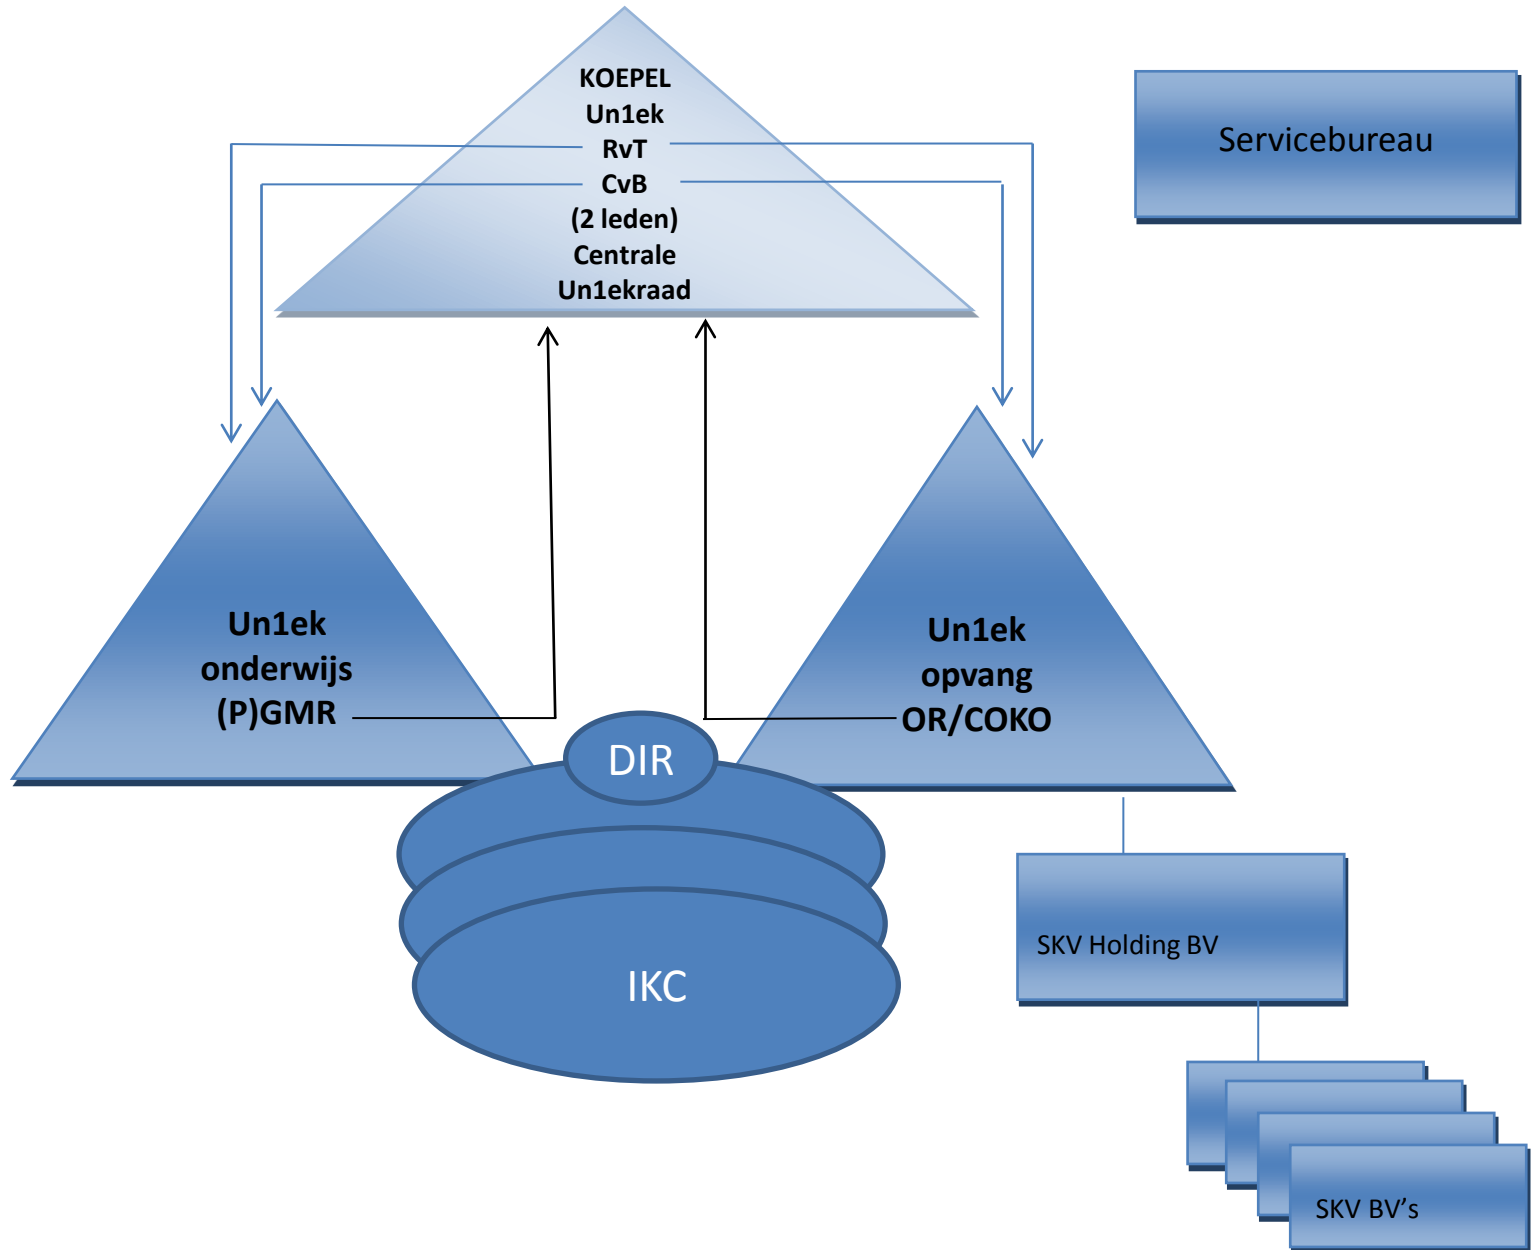 KOEPEL
Un1ek
RvT
CvB
(2 leden)
Centrale
Un1ekraad
Servicebureau
Un1ek
onderwijs
(P)GMR
Un1ek
opvang
OR/COKO
DIR
IKC
SKV Holding BV
SKV BV’s